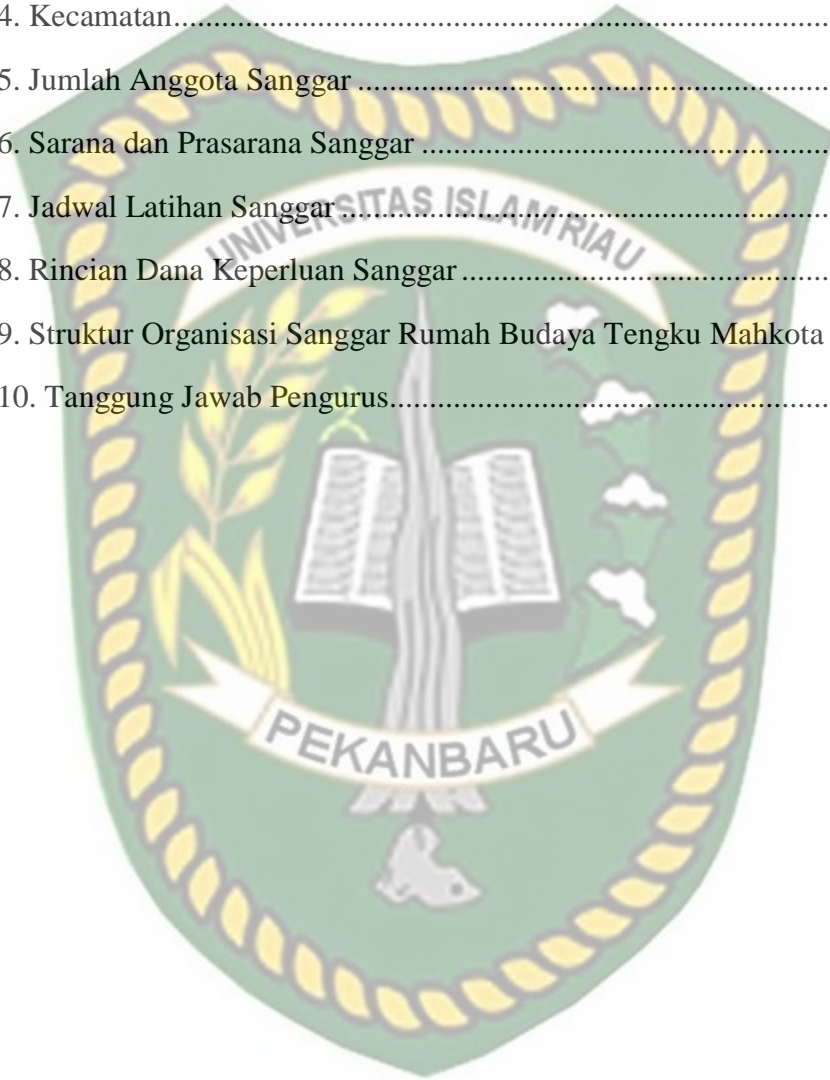 4. Kecamatan
5. Jumlah Anggota Sanggar
6. Sarana dan Prasarana Sanggar
7. Jadwal Latihan Sanggar
8. Rincian Dana Keperluan Sanggar
9. Struktur Organisasi Sanggar Rumah Budaya Tengku Mahkota
10. Tanggung Jawab Pengurus
UNIVERSITAS ISLAM RIAU
PEKANBARU